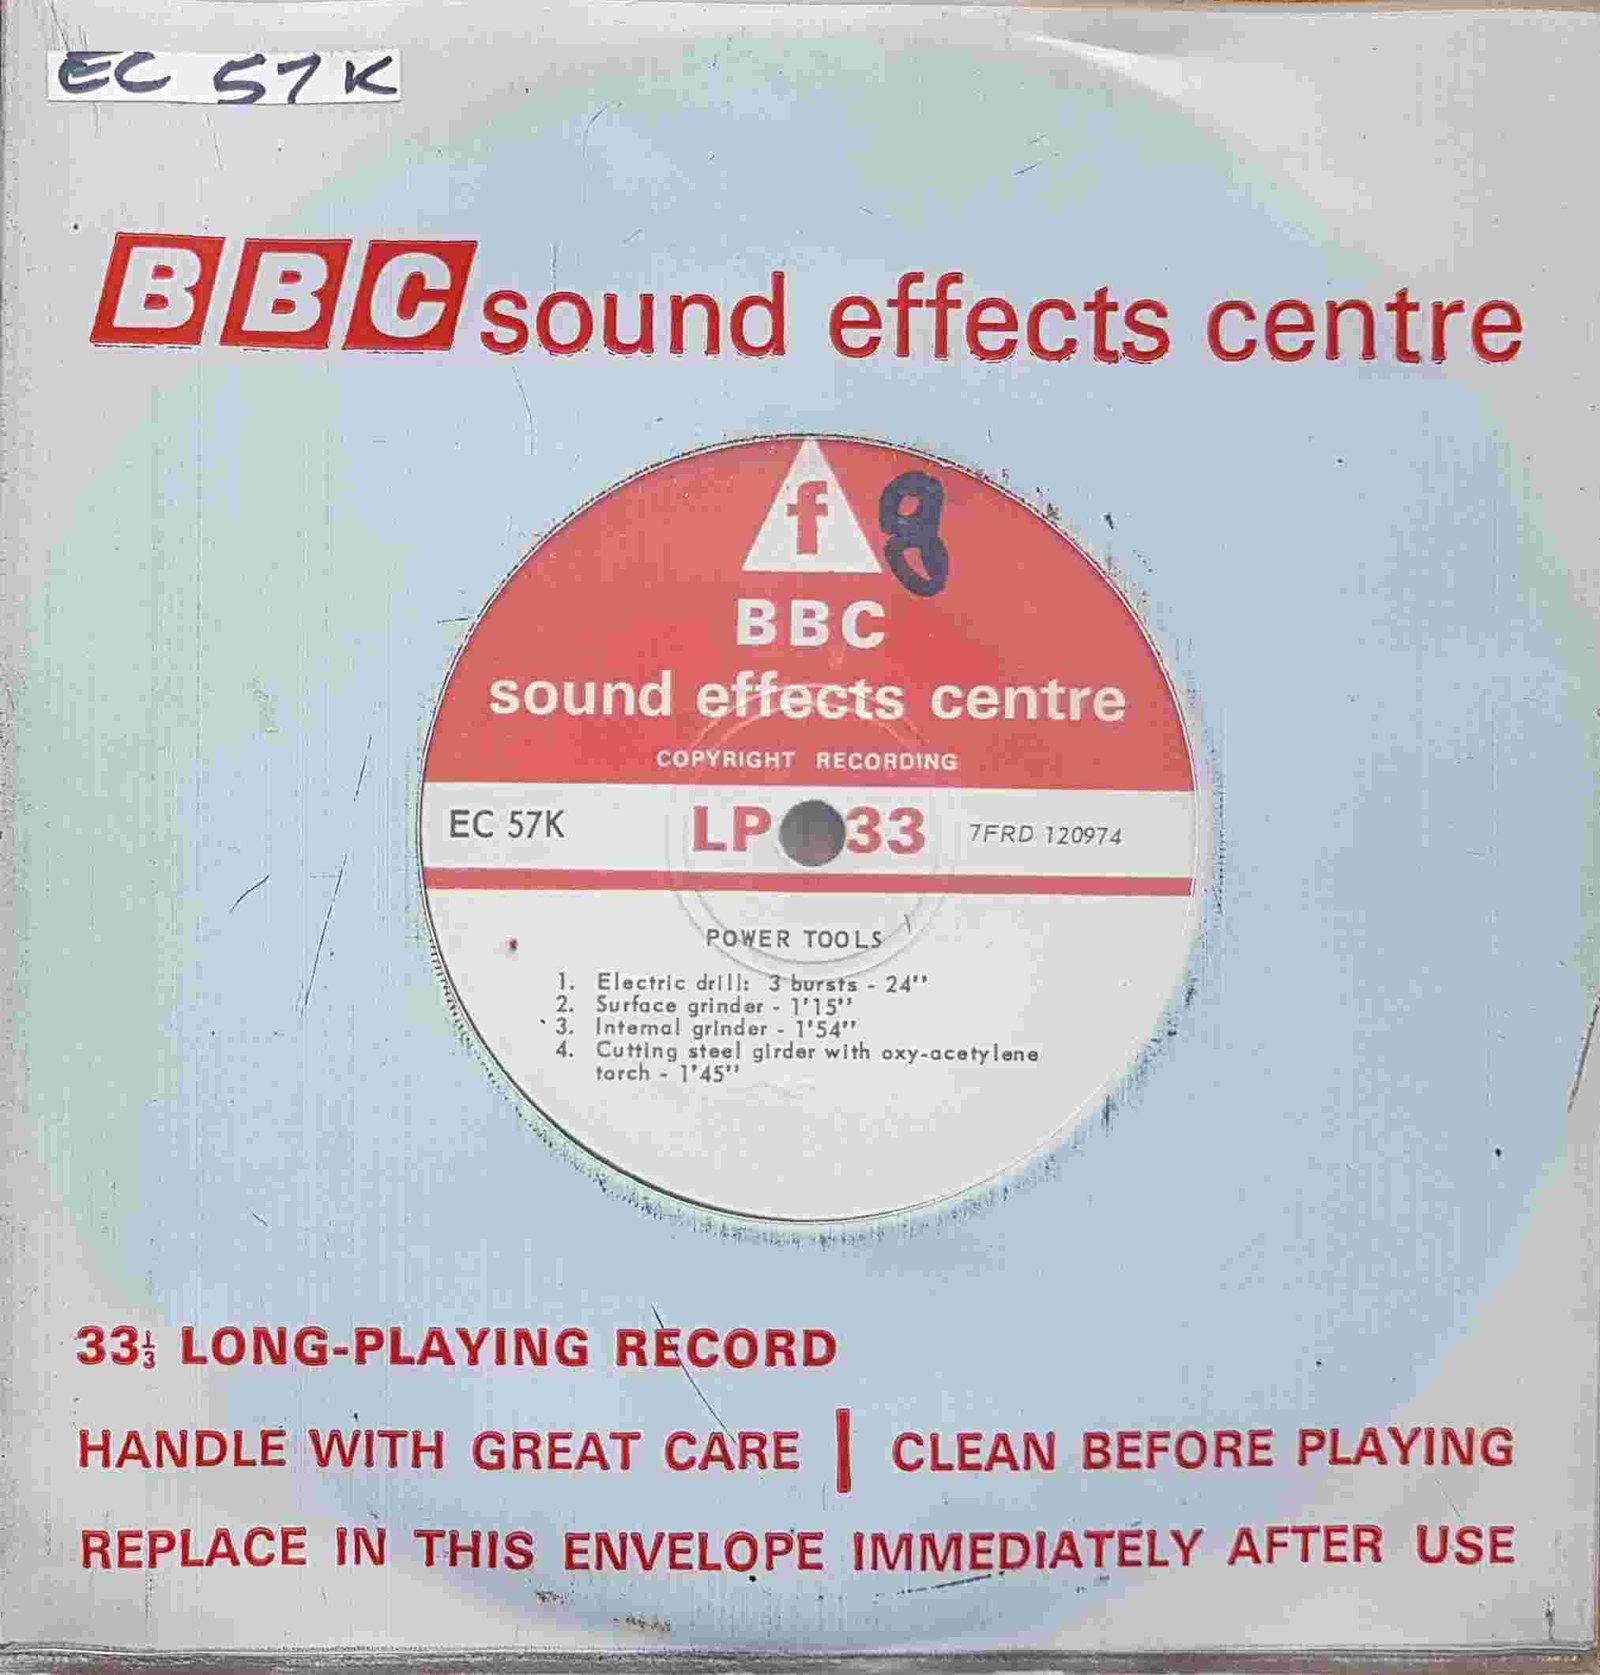 EC 57K
BBC sound effects centre
f 8
BBC
sound effects centre
COPYRIGHT RECORDING
EC 57K LP 33 7FRD 120974
POWER TOOLS
1. Electric drill: 3 bursts - 24''
2. Surface grinder - 1'15''
3. Internal grinder - 1'54''
4. Cutting steel girder with oxy-acetylene
torch - 1'45''
33⅓ LONG-PLAYING RECORD
HANDLE WITH GREAT CARE | CLEAN BEFORE PLAYING
REPLACE IN THIS ENVELOPE IMMEDIATELY AFTER USE